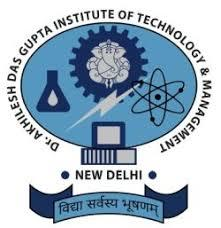 DR. AKHILESH DAS GUPTA INSTITUTE OF TECHNOLOGY & MANAGEMENT
• NEW DELHI •
विद्या सर्वस्य भूषणम्